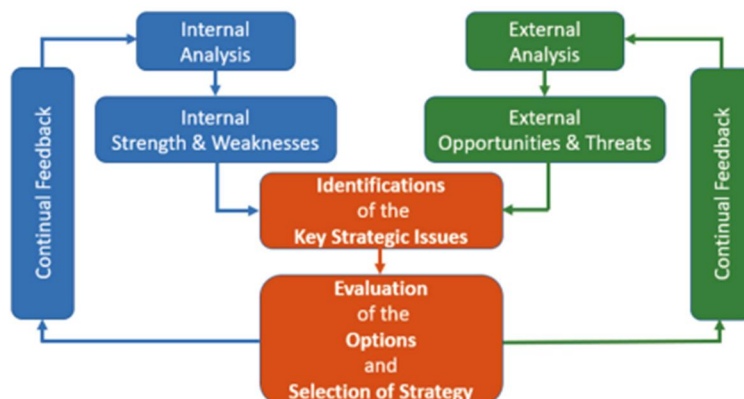 Internal
Analysis
External
Analysis
Internal
Strength & Weaknesses
External
Opportunities & Threats
Continual Feedback
Continual Feedback
Identifications
of the
Key Strategic Issues
Evaluation
of the
Options
and
Selection of Strategy